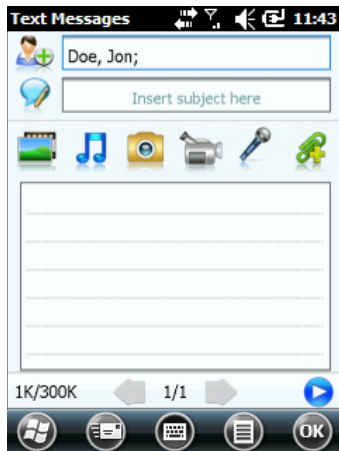 Text Messages 11:43
Doe, Jon;
Insert subject here
1K/300K 1/1
OK